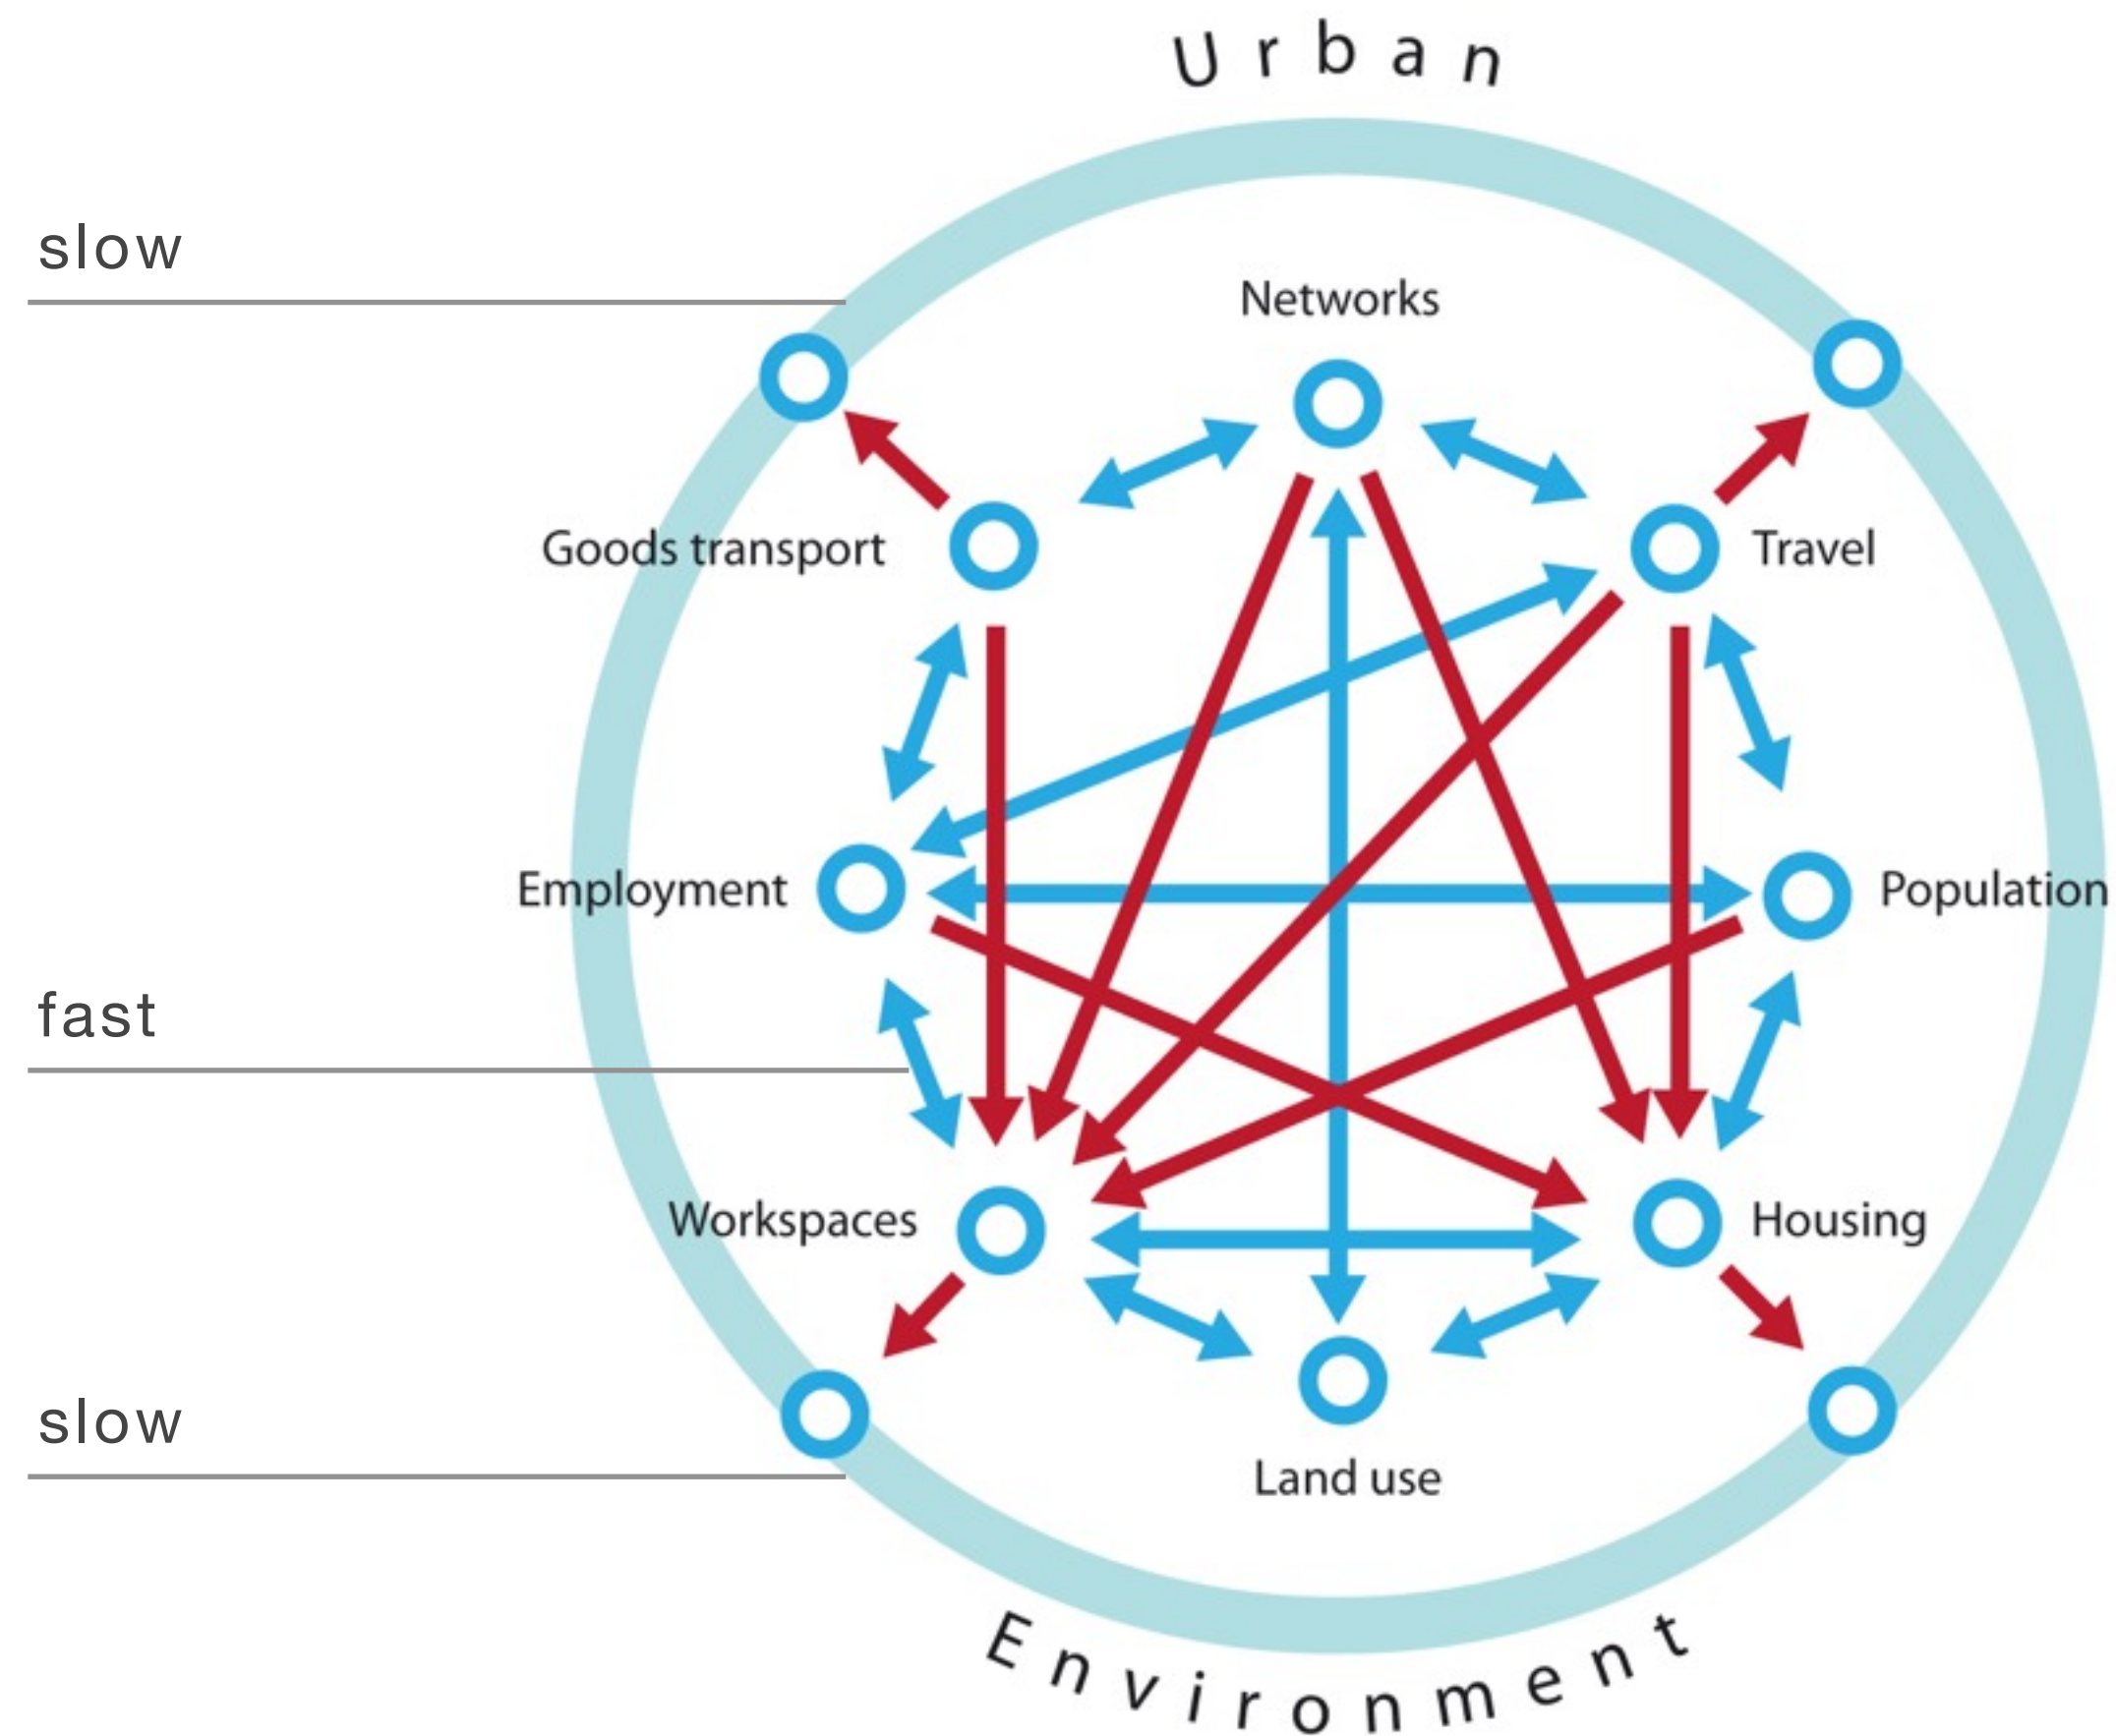 Urban
slow
Networks
Goods transport
Travel
Employment
Population
fast
Workspaces
Housing
slow
Land use
Environment